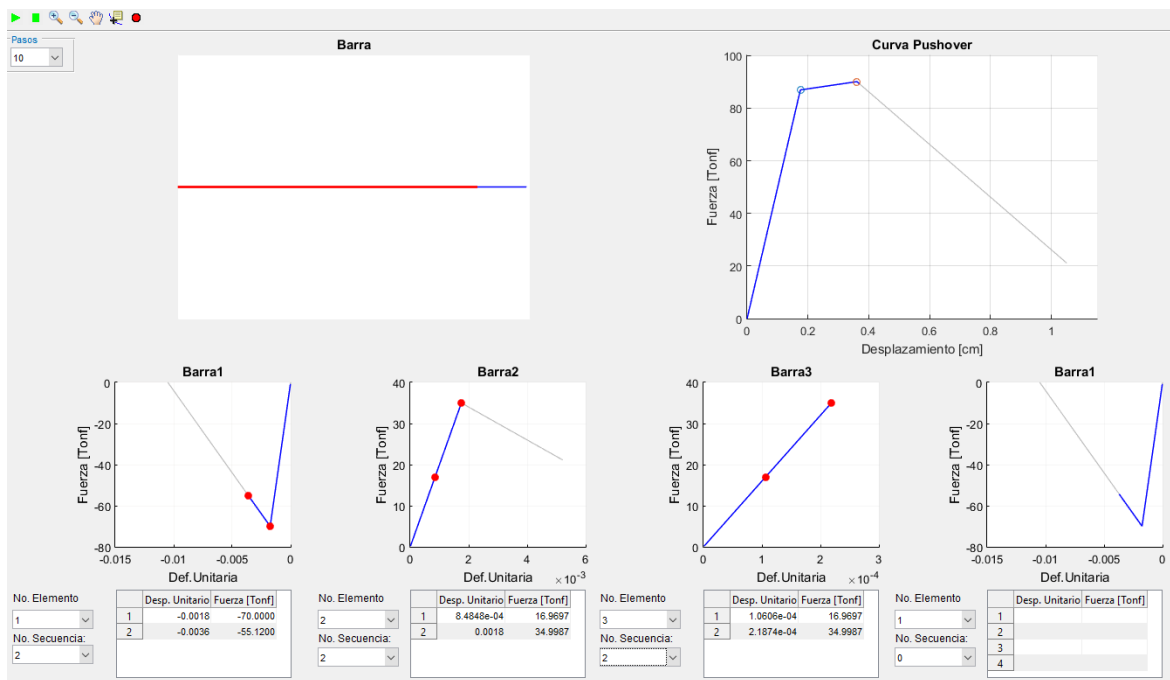 Pasos
10
Barra
Curva Pushover
100
80
60
40
20
0
Fuerza [Tonf]
0 0.2 0.4 0.6 0.8 1
Desplazamiento [cm]
Barra1
0
-20
-40
-60
-80
Fuerza [Tonf]
-0.015 -0.01 -0.005 0
Def.Unitaria
Barra2
40
30
20
10
0
Fuerza [Tonf]
0 2 4 6
Def.Unitaria ×10⁻³
Barra3
40
30
20
10
0
Fuerza [Tonf]
0 1 2 3
Def.Unitaria ×10⁻⁴
Barra1
0
-20
-40
-60
-80
Fuerza [Tonf]
-0.015 -0.01 -0.005 0
Def.Unitaria
No. Elemento
1
No. Secuencia:
2
Desp. Unitario Fuerza [Tonf]
1 -0.0018 -70.0000
2 -0.0036 -55.1200
No. Elemento
2
No. Secuencia:
2
Desp. Unitario Fuerza [Tonf]
1 8.4848e-04 16.9697
2 0.0018 34.9987
No. Elemento
3
No. Secuencia:
2
Desp. Unitario Fuerza [Tonf]
1 1.0606e-04 16.9697
2 2.1874e-04 34.9987
No. Elemento
1
No. Secuencia:
0
Desp. Unitario Fuerza [Tonf]
1
2
3
4